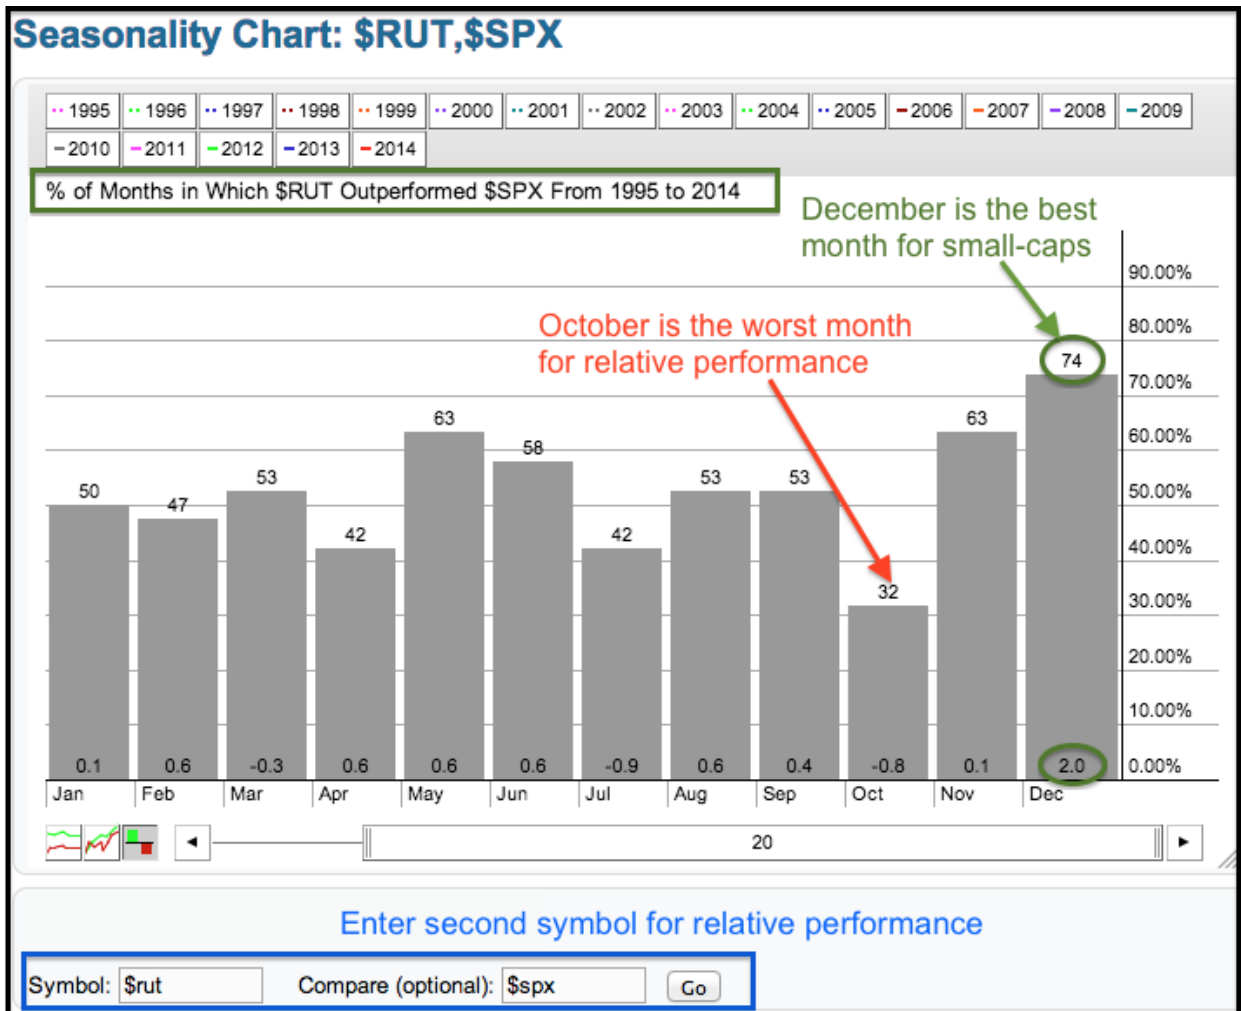 Seasonality Chart: $RUT,$SPX
1995 1996 1997 1998 1999 2000 2001 2002 2003 2004 2005 2006 2007 2008 2009
2010 2011 2012 2013 2014
% of Months in Which $RUT Outperformed $SPX From 1995 to 2014
December is the best
month for small-caps
October is the worst month
for relative performance
90.00%
80.00%
70.00%
60.00%
50.00%
40.00%
30.00%
20.00%
10.00%
0.00%
50 47 53 42 63 58 42 53 53 32 63 74
0.1 0.6 -0.3 0.6 0.6 0.6 -0.9 0.6 0.4 -0.8 0.1 2.0
Jan Feb Mar Apr May Jun Jul Aug Sep Oct Nov Dec
20
Enter second symbol for relative performance
Symbol: $rut Compare (optional): $spx Go